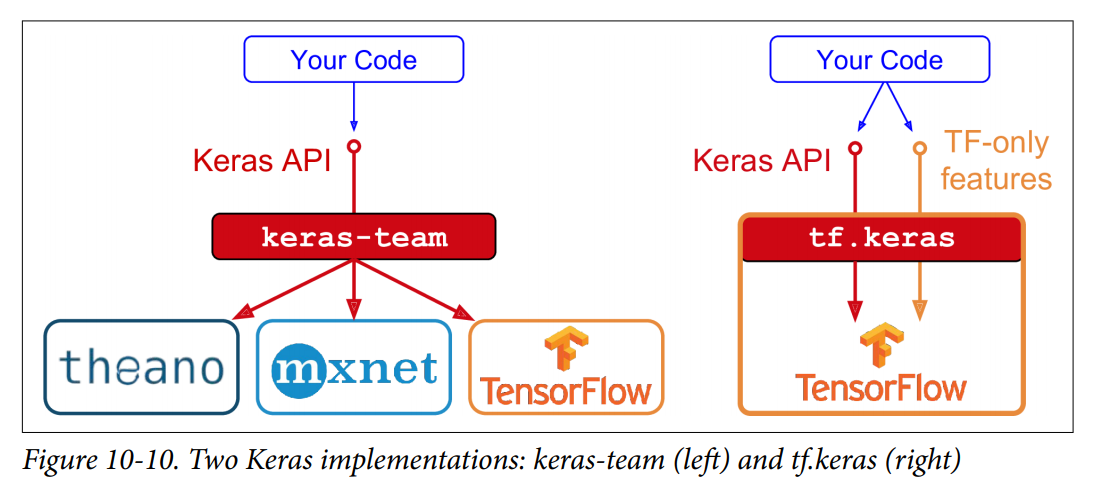 Your Code
Keras API
keras-team
theano
mxnet
TensorFlow
Your Code
Keras API
TF-only
features
tf.keras
TensorFlow
Figure 10-10. Two Keras implementations: keras-team (left) and tf.keras (right)